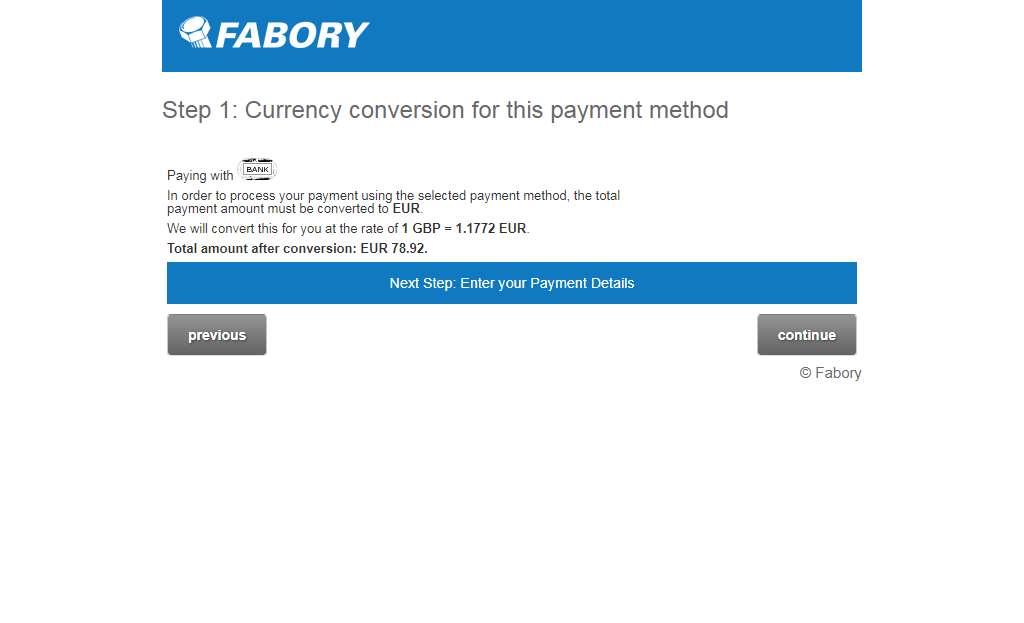 FABORY
Step 1: Currency conversion for this payment method
Paying with BANK
In order to process your payment using the selected payment method, the total
payment amount must be converted to EUR.
We will convert this for you at the rate of 1 GBP = 1.1772 EUR.
Total amount after conversion: EUR 78.92.
Next Step: Enter your Payment Details
previous
continue
© Fabory